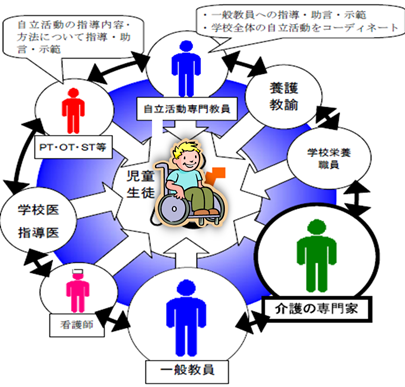 自立活動の指導内容・
方法について指導・助
言・示範
・一般教員への指導・助言・示範
・学校全体の自立活動をコーディネート
自立活動専門教員
養護
教諭
PT・OT・ST等
児童
生徒
学校栄養
職員
学校医
指導医
介護の専門家
看護師
一般教員